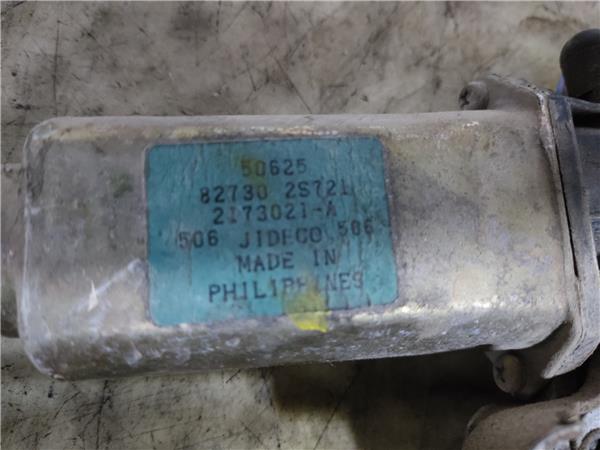 50625
82730 2S721
2173021-A
506 JIDECO 506
MADE IN
PHILIPPINES